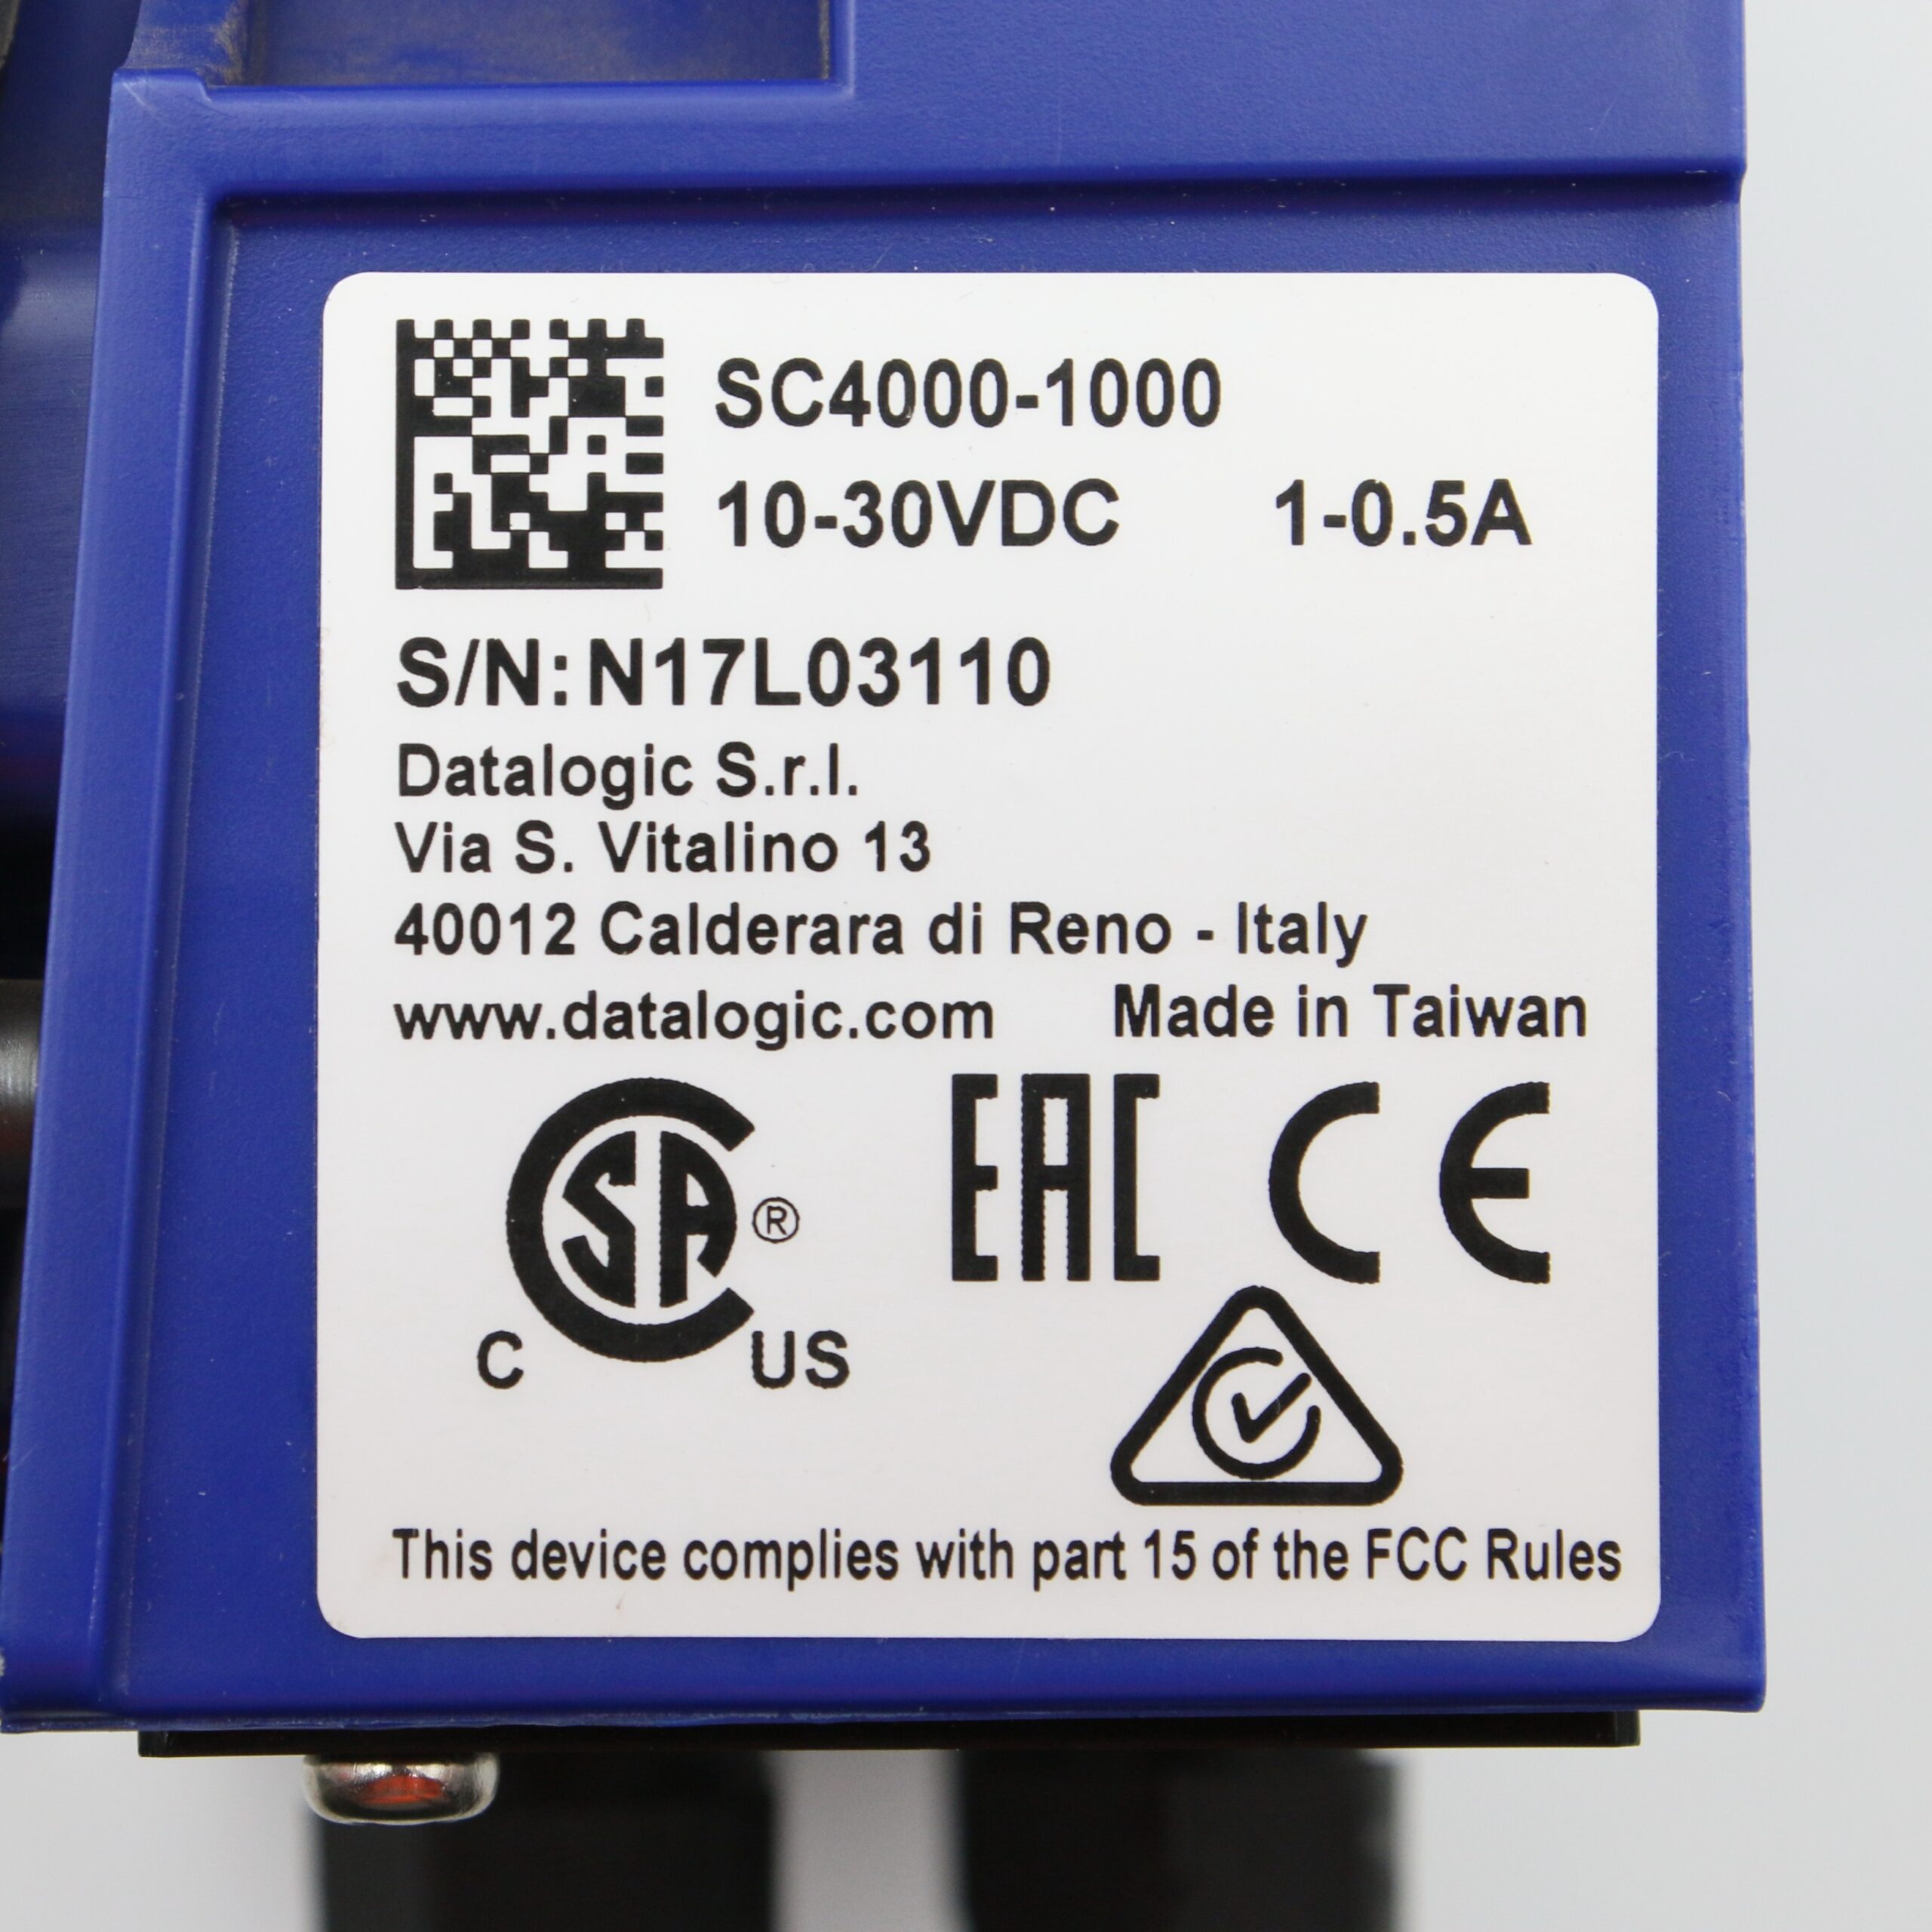 SC4000-1000
10-30VDC 1-0.5A
S/N: N17L03110
Datalogic S.r.l.
Via S. Vitalino 13
40012 Calderara di Reno - Italy
www.datalogic.com Made in Taiwan
CSA® EAC CE
C US
This device complies with part 15 of the FCC Rules